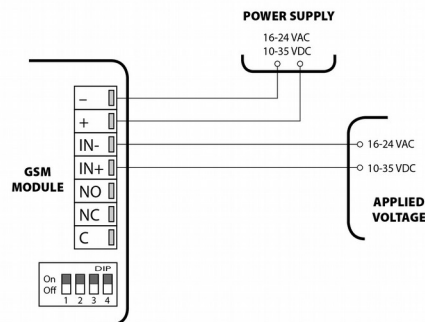 POWER SUPPLY
16-24 VAC
10-35 VDC
–
+
IN-
IN+
NO
NC
C
GSM
MODULE
16-24 VAC
10-35 VDC
APPLIED
VOLTAGE
DIP
On
Off
1 2 3 4